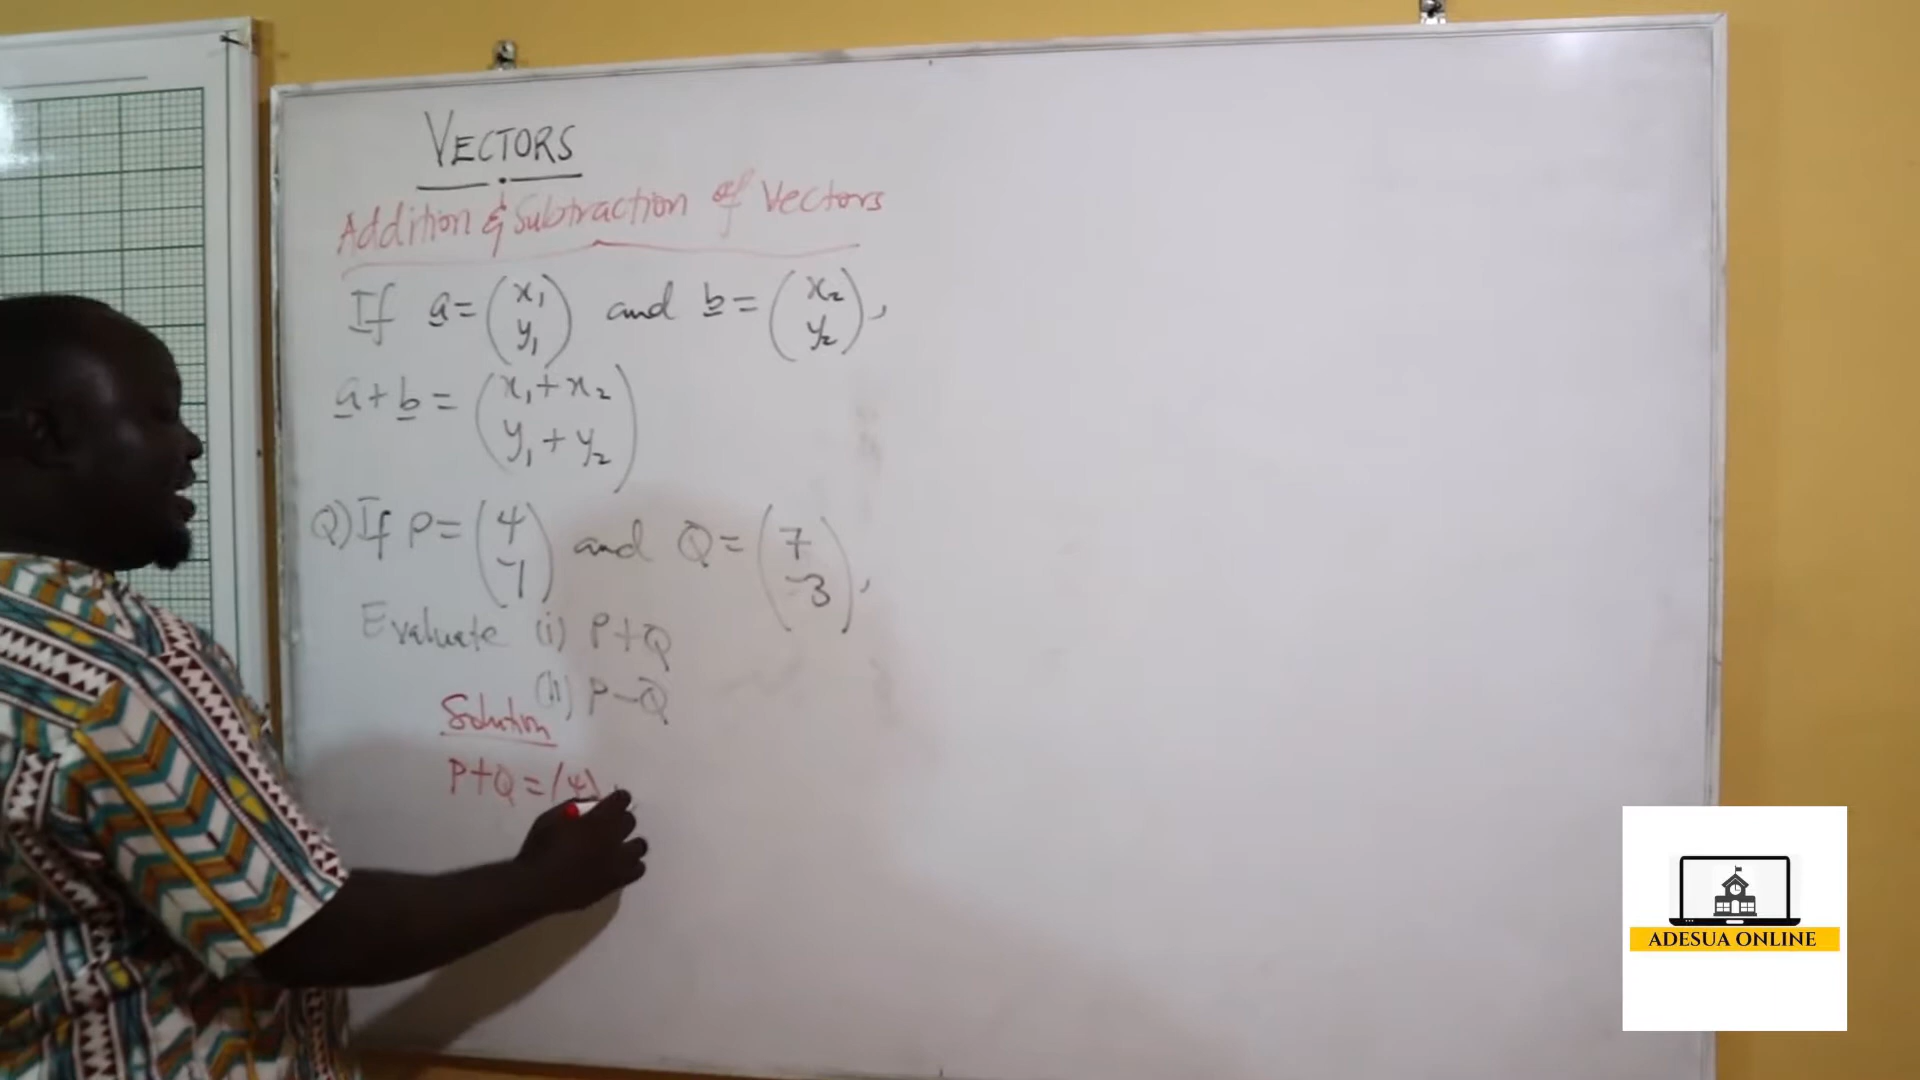 VECTORS
Addition & Subtraction of Vectors
If a = (x₁ y₁) and b = (x₂ y₂),
a + b = (x₁ + x₂ y₁ + y₂)
Q) If P = (4 -1) and Q = (7 -3),
Evaluate (i) P+Q
(ii) P-Q
Solution
P+Q = (4)
ADESUA ONLINE